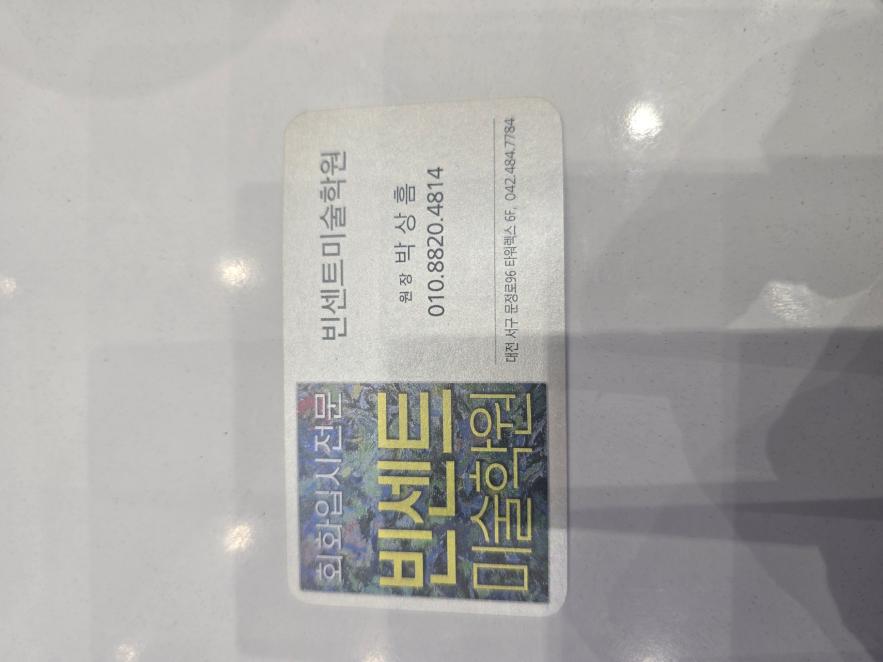 회화입시전문
빈센트
미술학원
빈센트미술학원
원장 박상흠
010.8820.4814
대전 서구 문정로96 타워렉스 6F, 042.484.7784